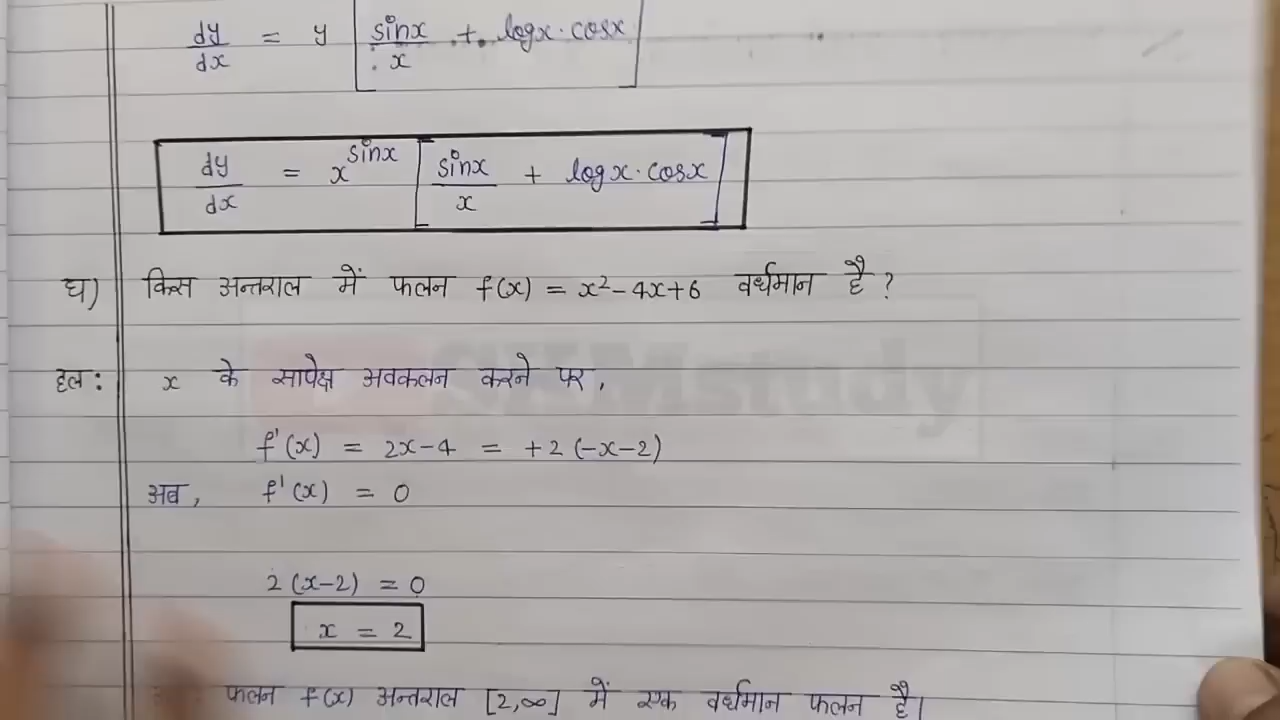 dy/dx = y [sinx/x + logx·cosx]
dy/dx = x^sinx [sinx/x + logx·cosx]
घ) किस अन्तराल में फलन f(x) = x²-4x+6 वर्धमान है?
हल: x के सापेक्ष अवकलन करने पर,
f'(x) = 2x-4 = +2(-x-2)
अब, f'(x) = 0
2(x-2) = 0
x = 2
फलन f(x) अन्तराल [2,∞] में एक वर्धमान फलन है।